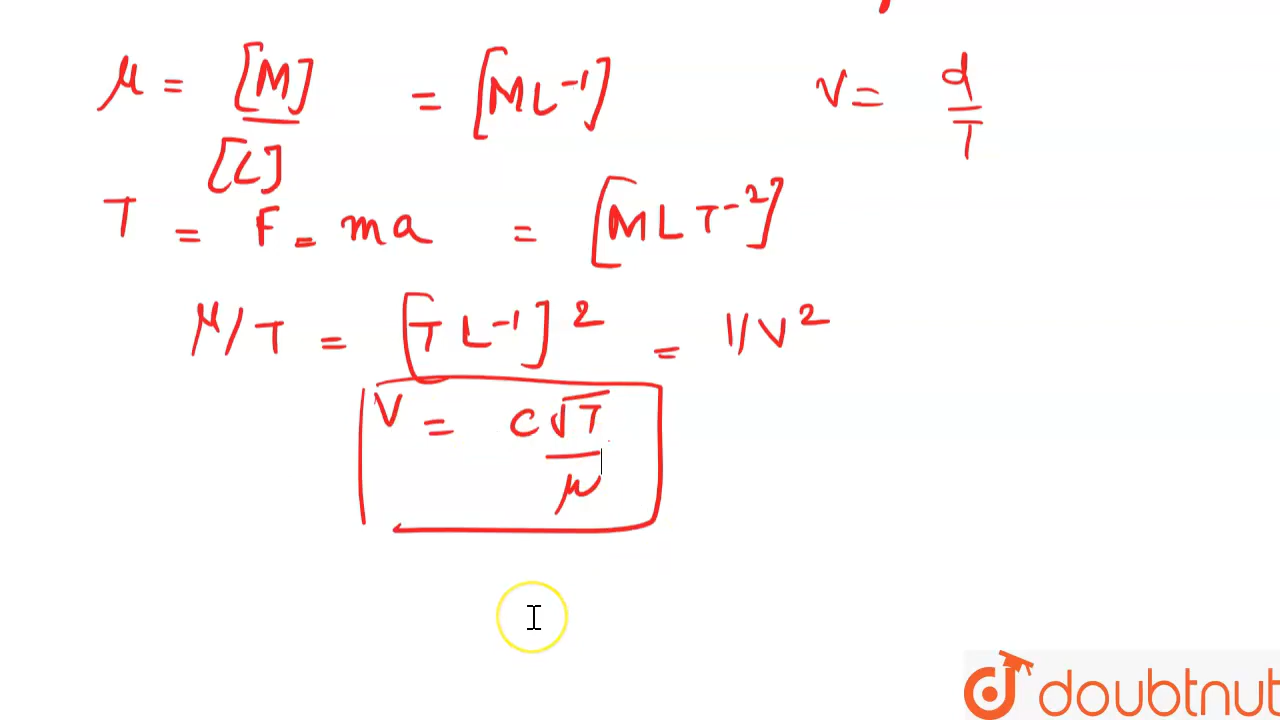 μ = [M] / [L] = [ML⁻¹] V = d / T
T = F = ma = [MLT⁻²]
μ/T = [TL⁻¹]² = 1/V²
V = C √T / μ
doubtnut